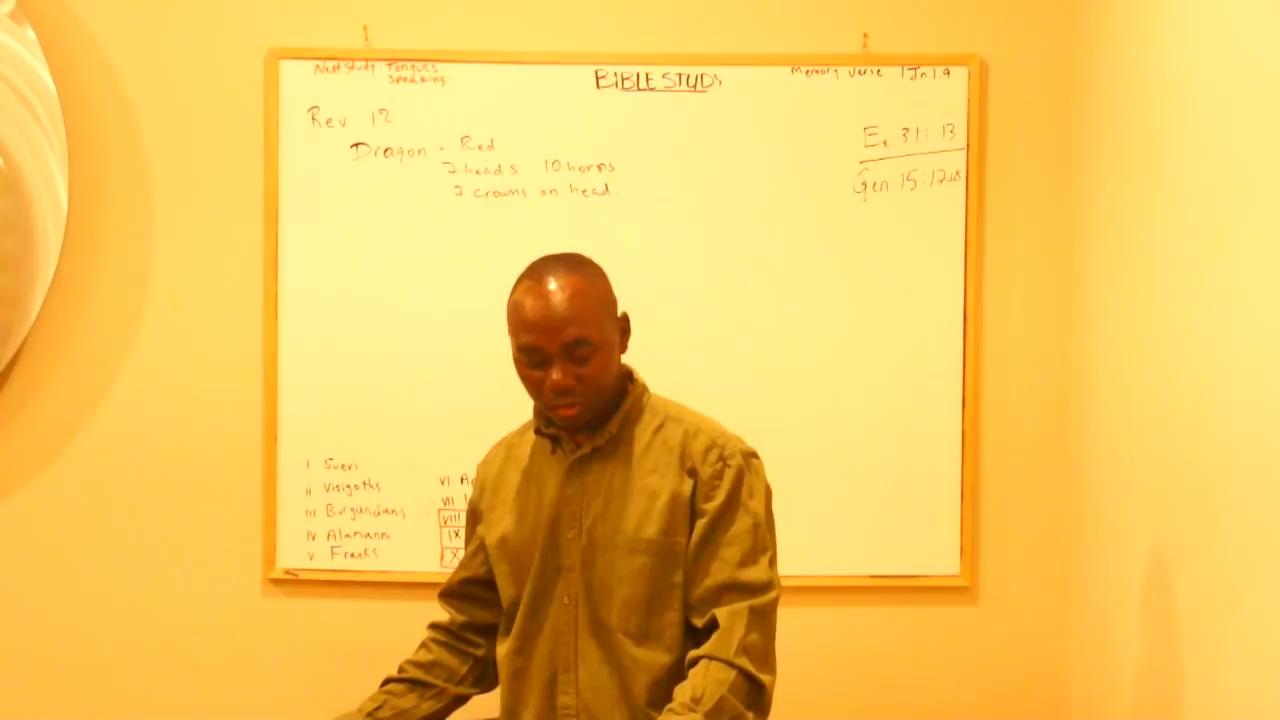 Next Study Tongues
Speaking
BIBLE STUDY
Memory Verse 1 Jn 1.9
Rev 12
Dragon - Red
7 heads 10 horns
7 crowns on head.
Ex 31: 13
Gen 15:17,18
I Suevi
II Visigoths
III Burgundians
IV Alamanni
V Franks
VI A
VII
VIII
IX
X